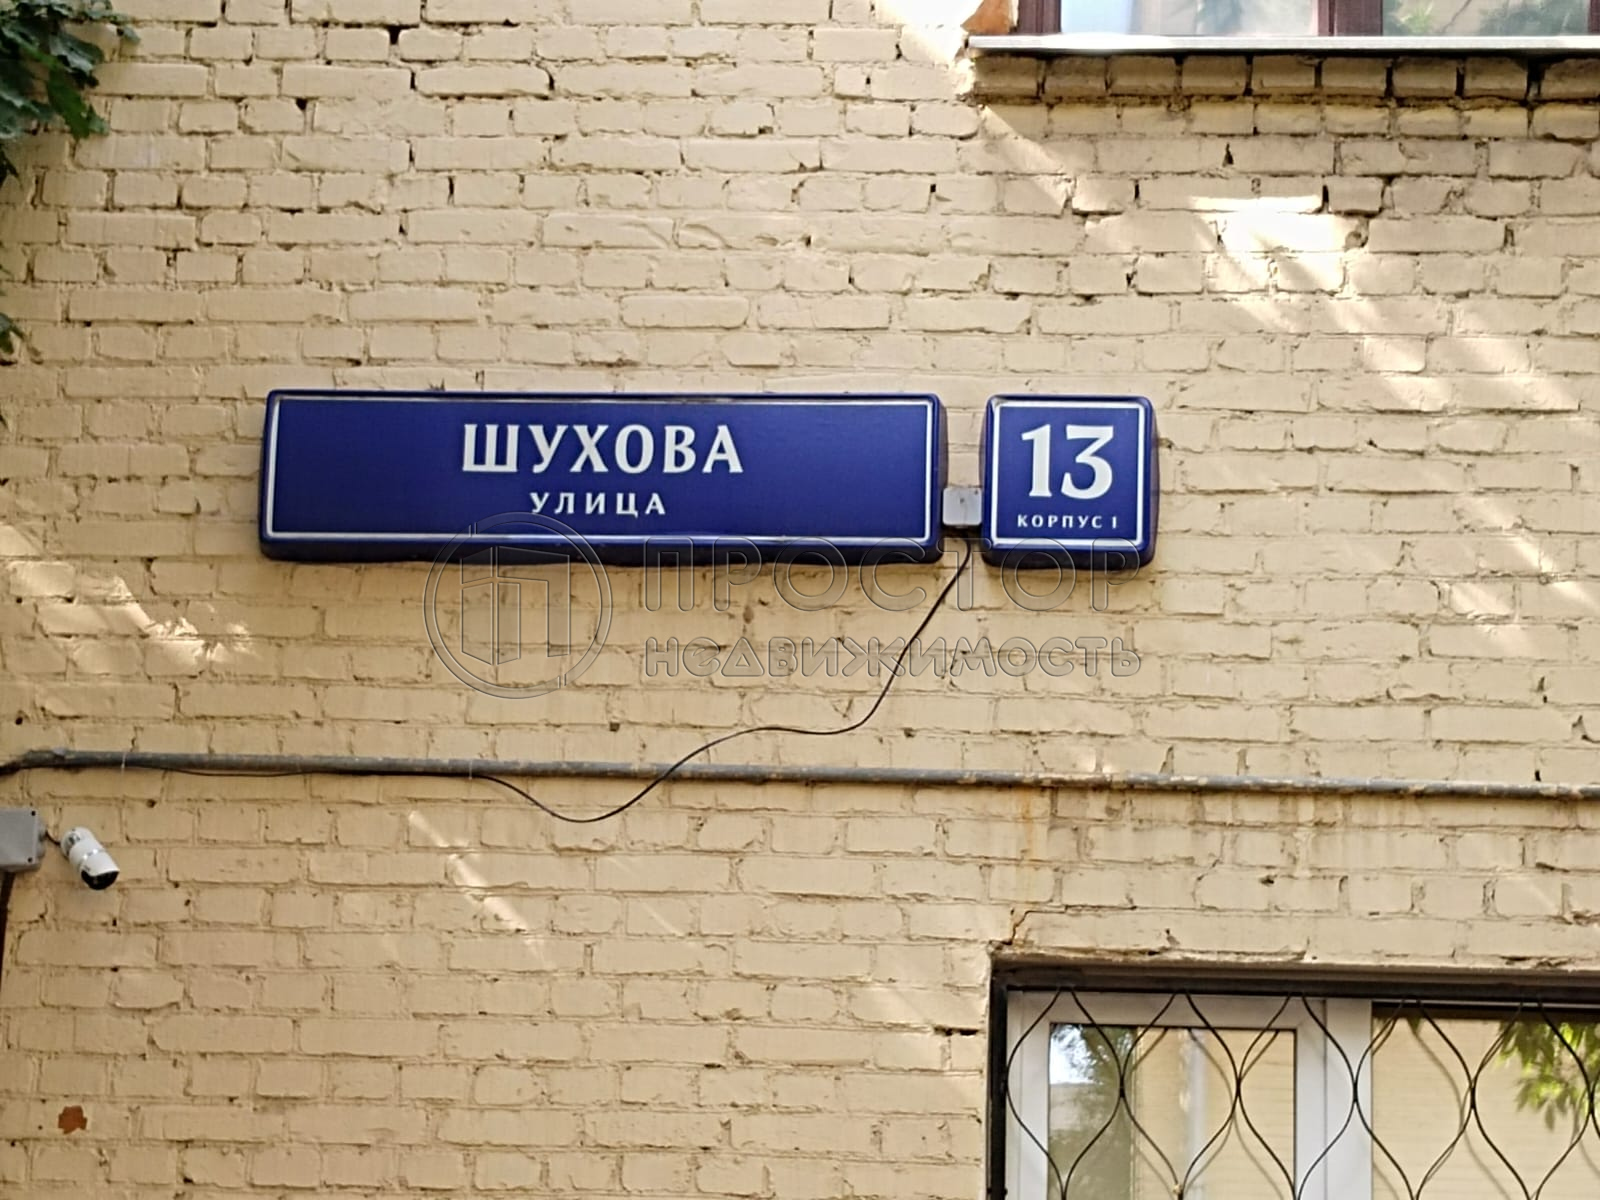 ШУХОВА
УЛИЦА
13
КОРПУС 1
ПРОСТОР
НЕДВИЖИМОСТЬ